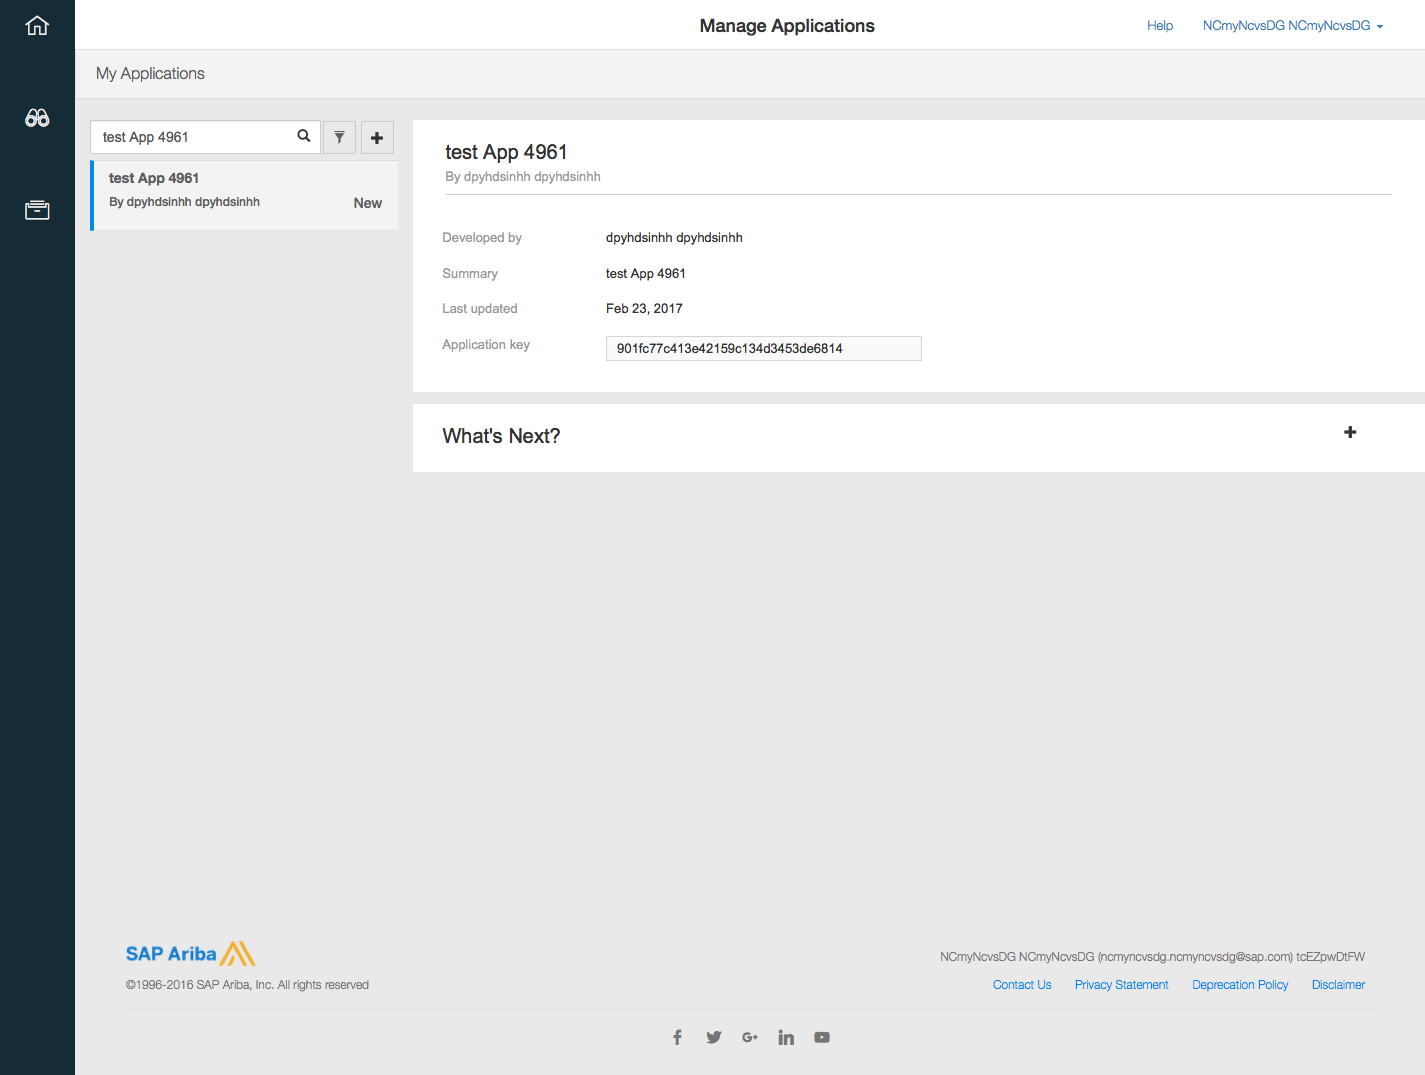 Manage Applications
Help
NCmyNcvsDG NCmyNcvsDG
My Applications
test App 4961
test App 4961
By dpyhdsinhh dpyhdsinhh
New
test App 4961
By dpyhdsinhh dpyhdsinhh
Developed by dpyhdsinhh dpyhdsinhh
Summary test App 4961
Last updated Feb 23, 2017
Application key 901fc77c413e42159c134d3453de6814
What's Next?
SAP Ariba
NCmyNcvsDG NCmyNcvsDG (ncmyncvsdg.ncmyncvsdg@sap.com) tcEZpwDtFW
©1996-2016 SAP Ariba, Inc. All rights reserved
Contact Us Privacy Statement Deprecation Policy Disclaimer